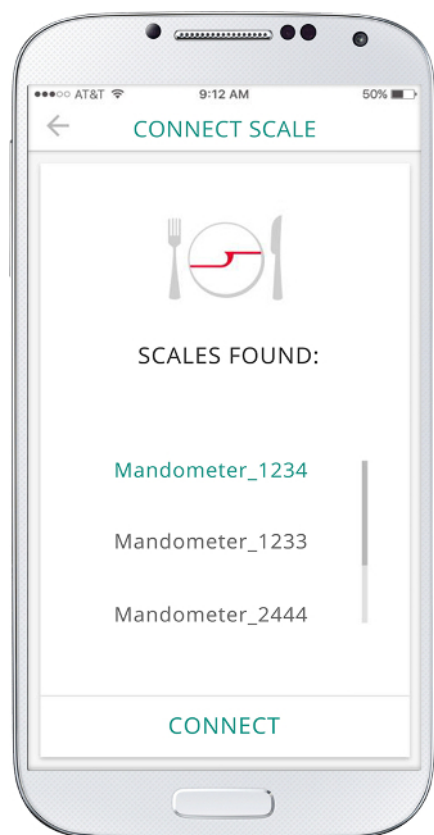 AT&T 9:12 AM 50%
CONNECT SCALE
SCALES FOUND:
Mandometer_1234
Mandometer_1233
Mandometer_2444
CONNECT